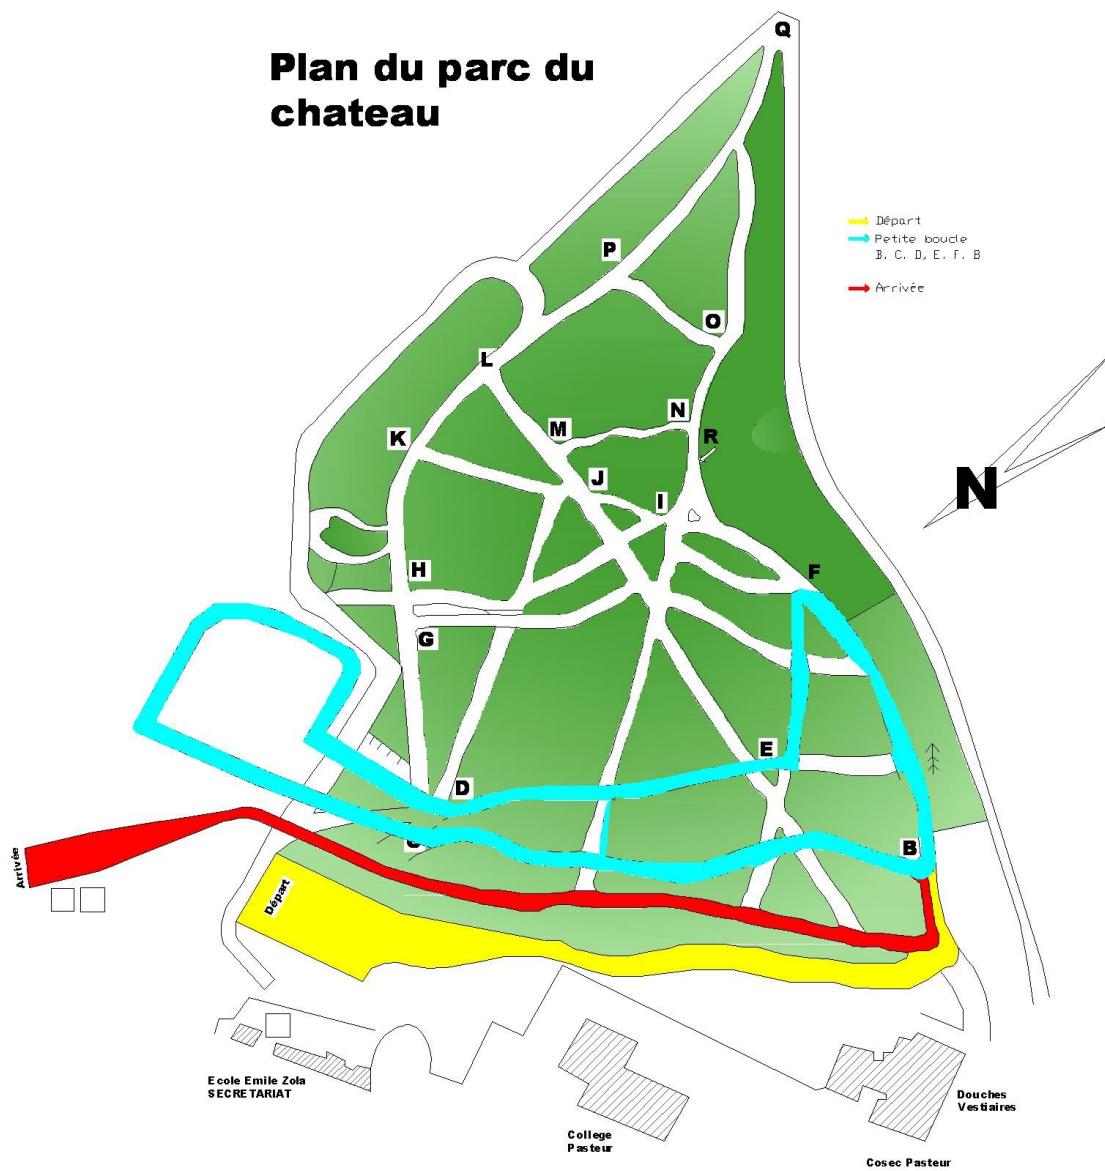 Plan du parc du
chateau
Q
Départ
Petite boucle
B, C, D, E, F, B
Arrivée
P
O
L
N
M
K
R
J
I
N
H
F
G
E
D
C
B
Arrivée
Départ
Ecole Emile Zola
SECRETARIAT
College
Pasteur
Douches
Vestiaires
Cosec Pasteur